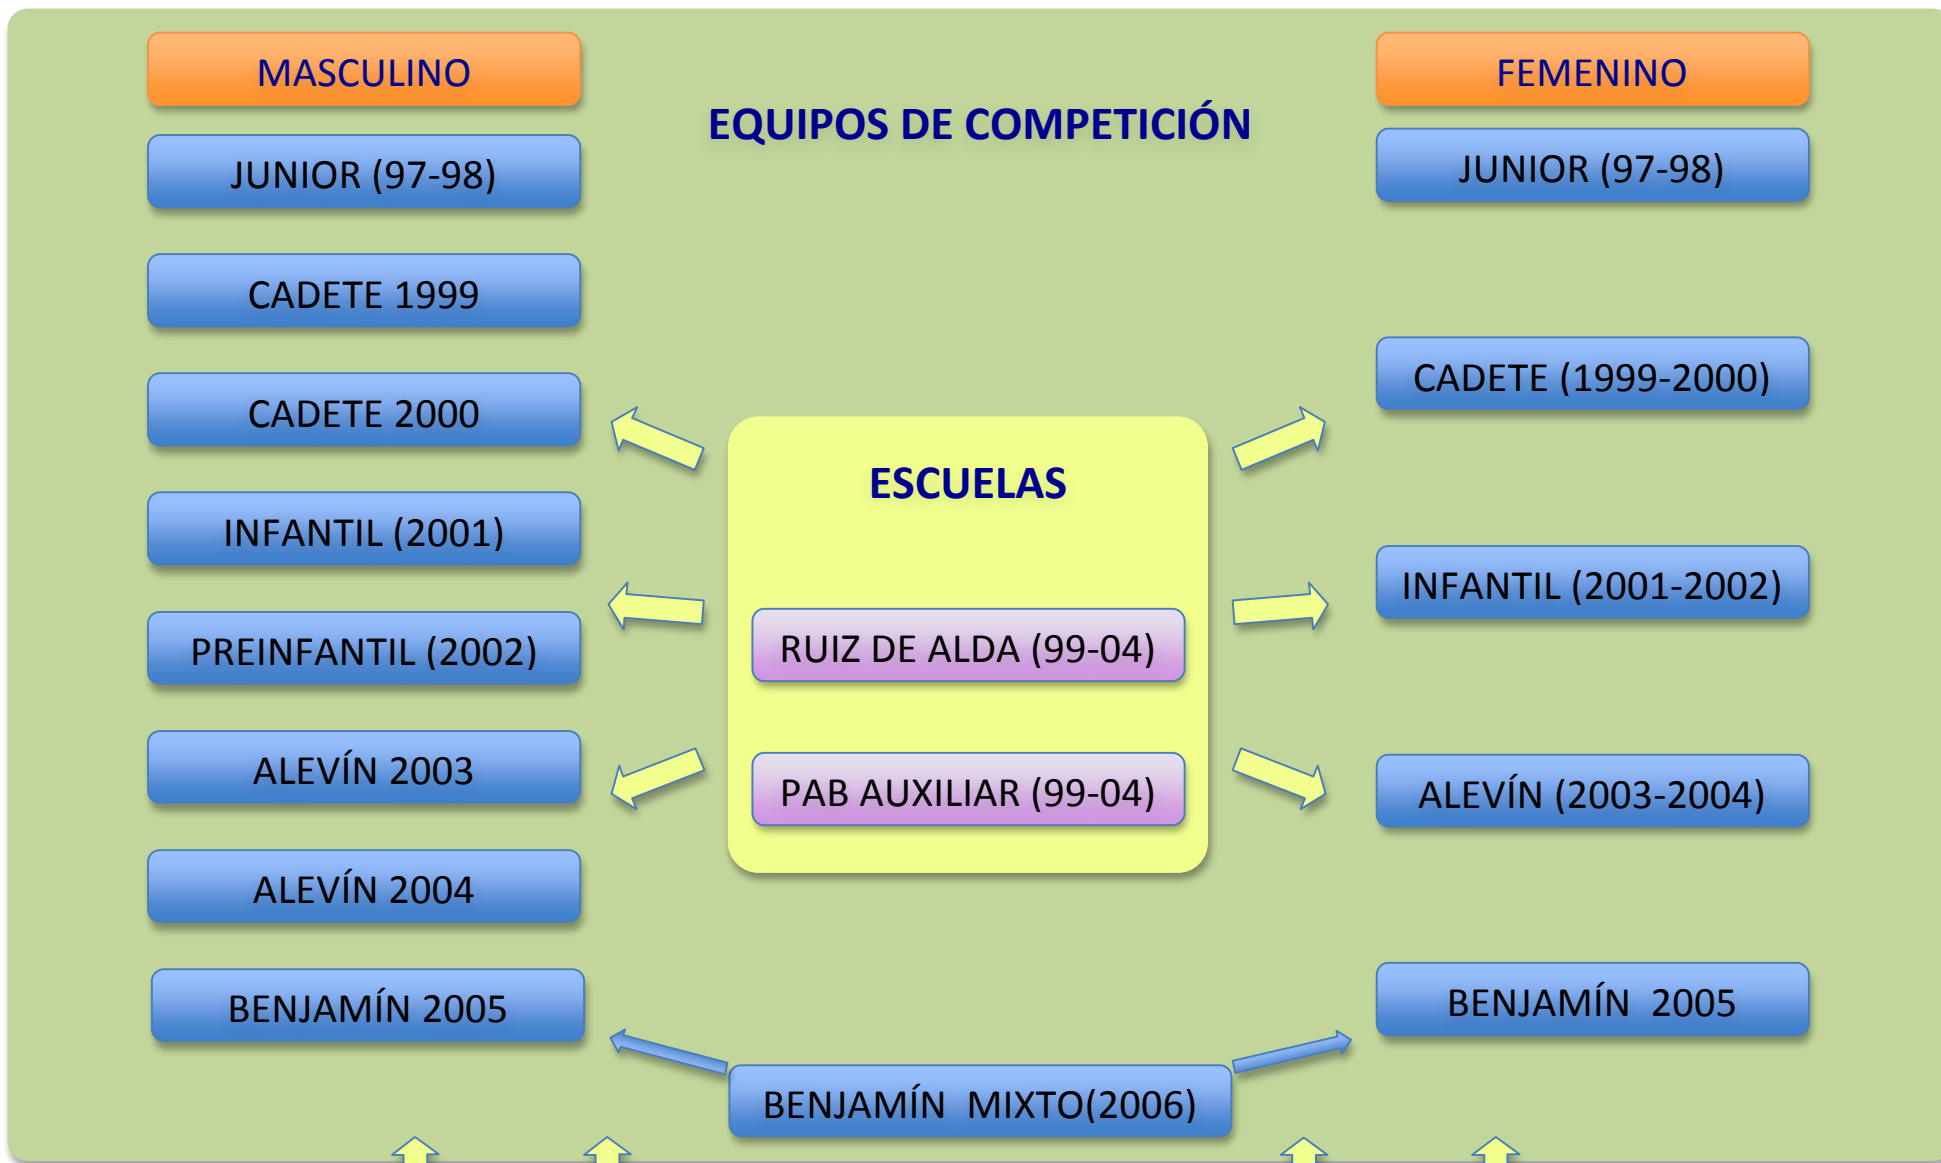 MASCULINO
FEMENINO
EQUIPOS DE COMPETICIÓN
JUNIOR (97-98)
JUNIOR (97-98)
CADETE 1999
CADETE (1999-2000)
CADETE 2000
ESCUELAS
INFANTIL (2001)
INFANTIL (2001-2002)
RUIZ DE ALDA (99-04)
PREINFANTIL (2002)
ALEVÍN 2003
PAB AUXILIAR (99-04)
ALEVÍN (2003-2004)
ALEVÍN 2004
BENJAMÍN 2005
BENJAMÍN  2005
BENJAMÍN  MIXTO(2006)